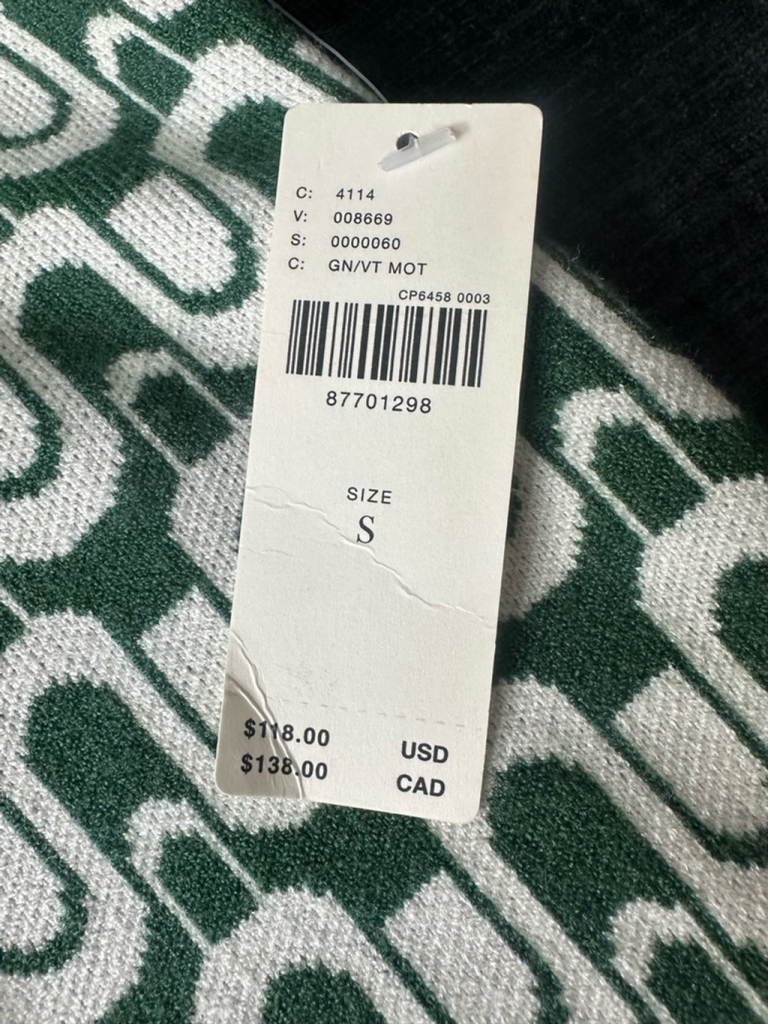 C: 4114
V: 008669
S: 0000060
C: GN/VT MOT
CP6458 0003
87701298
SIZE
S
$118.00 USD
$138.00 CAD